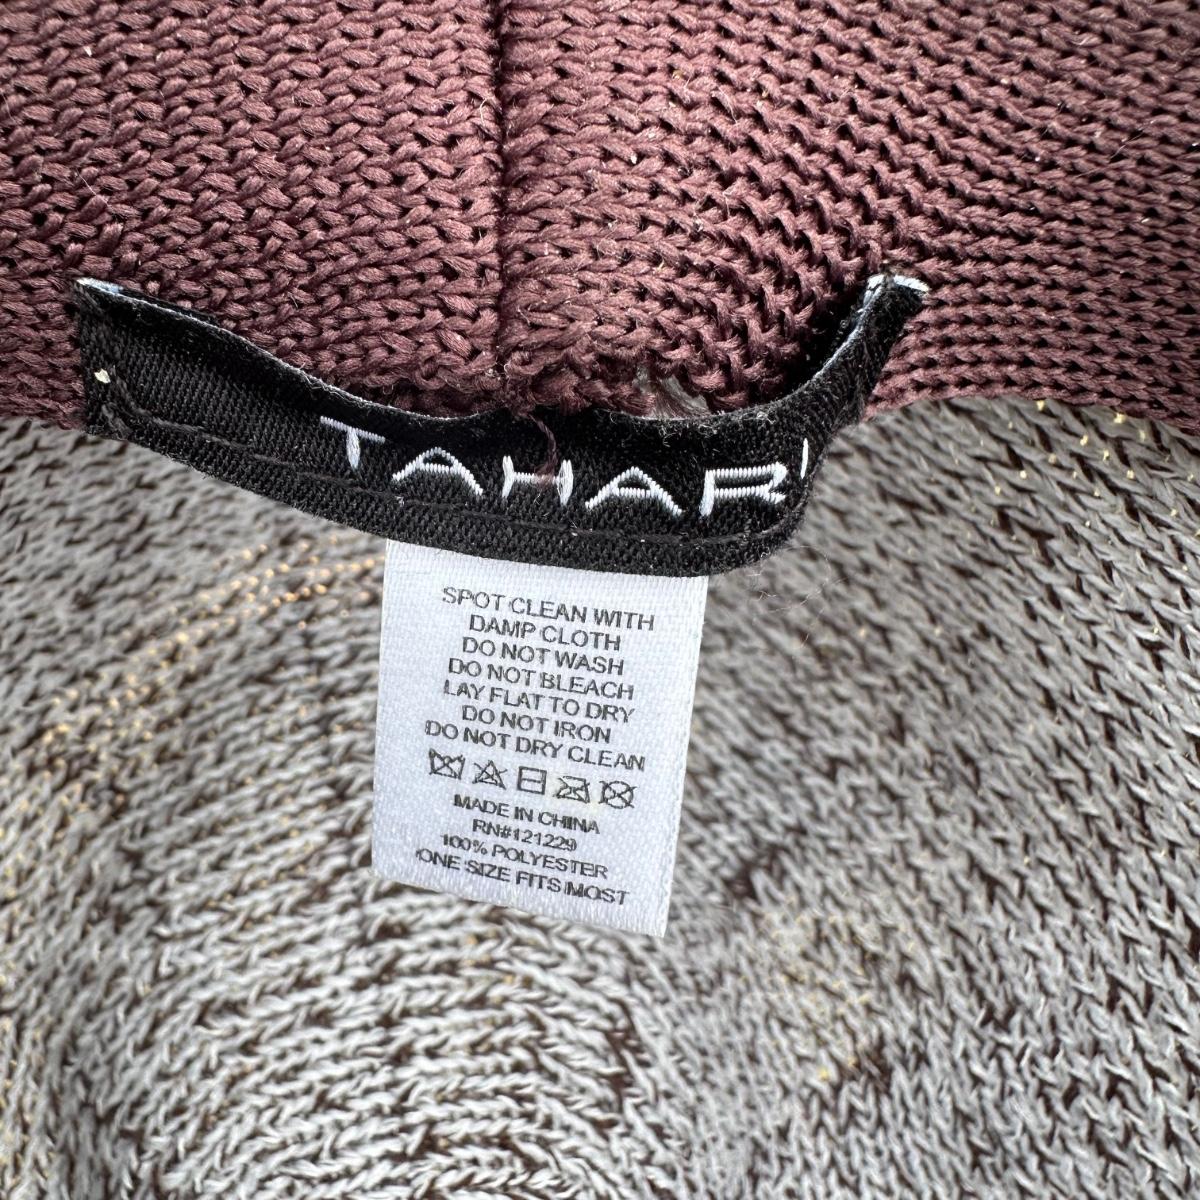 TAHARI
SPOT CLEAN WITH
DAMP CLOTH
DO NOT WASH
DO NOT BLEACH
LAY FLAT TO DRY
DO NOT IRON
DO NOT DRY CLEAN
MADE IN CHINA
RN#121229
100% POLYESTER
ONE SIZE FITS MOST